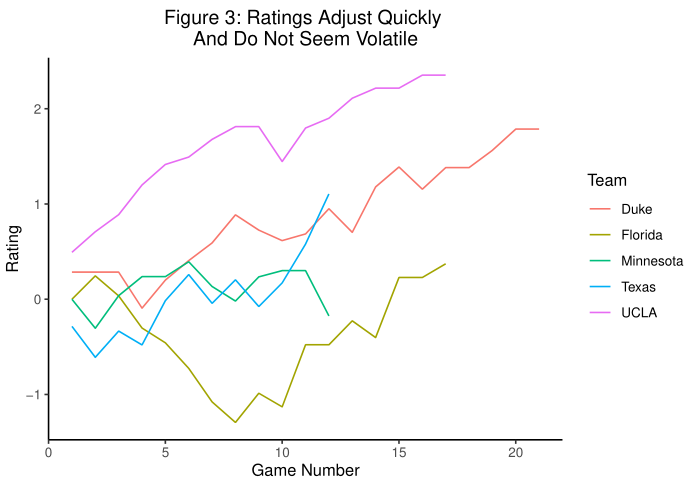 Figure 3: Ratings Adjust Quickly
And Do Not Seem Volatile
Rating
2
1
0
−1
0
5
10
15
20
Game Number
Team
Duke
Florida
Minnesota
Texas
UCLA